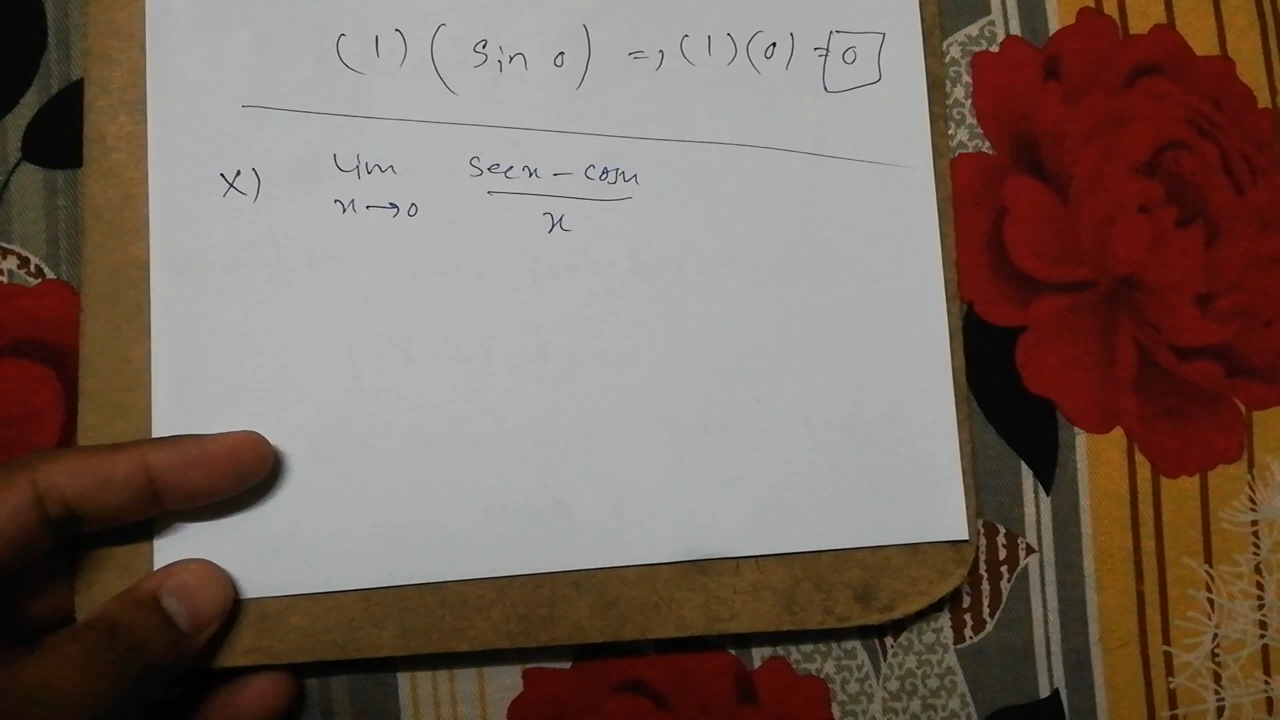 (1) (Sin 0) =, (1)(0) = 0
x) Lim secx - cosx
x→0 x